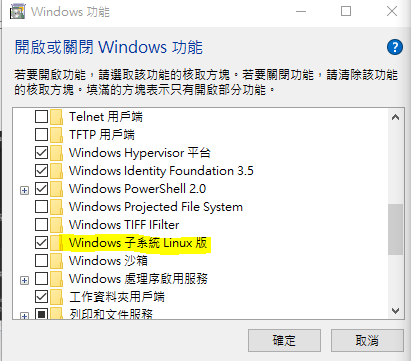 Windows 功能
開啟或關閉 Windows 功能
若要開啟功能，請選取該功能的核取方塊。若要關閉功能，請清除該功能
的核取方塊。填滿的方塊表示只有開啟部分功能。
Telnet 用戶端
TFTP 用戶端
Windows Hypervisor 平台
Windows Identity Foundation 3.5
Windows PowerShell 2.0
Windows Projected File System
Windows TIFF IFilter
Windows 子系統 Linux 版
Windows 沙箱
Windows 處理序啟用服務
工作資料夾用戶端
列印和文件服務
確定
取消